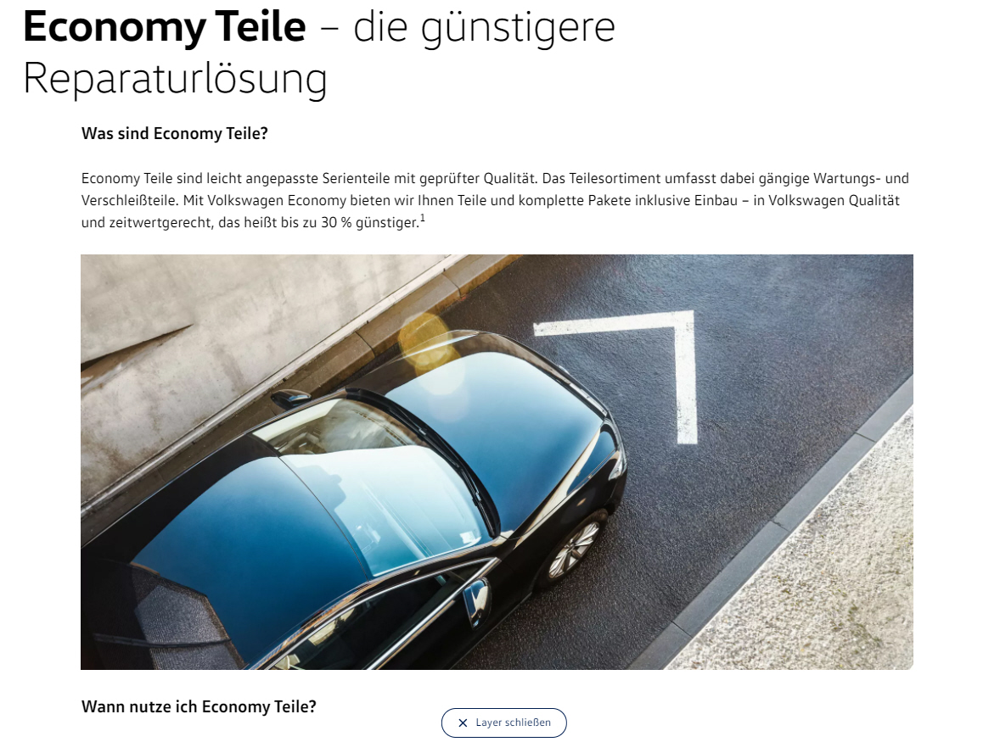 Economy Teile – die günstigere
Reparaturlösung
Was sind Economy Teile?
Economy Teile sind leicht angepasste Serienteile mit geprüfter Qualität. Das Teilesortiment umfasst dabei gängige Wartungs- und
Verschleißteile. Mit Volkswagen Economy bieten wir Ihnen Teile und komplette Pakete inklusive Einbau – in Volkswagen Qualität
und zeitwertgerecht, das heißt bis zu 30 % günstiger.1
Wann nutze ich Economy Teile?
Layer schließen